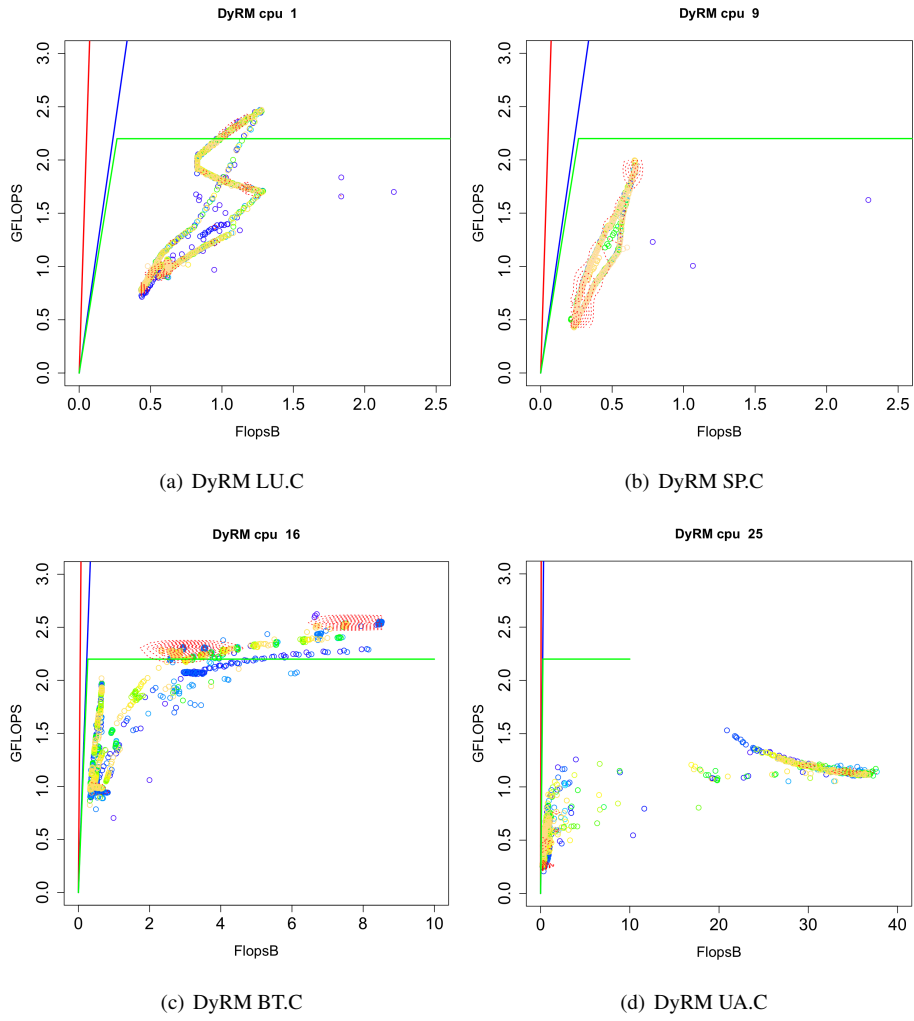 DyRM cpu 1
GFLOPS
3.0
2.5
2.0
1.5
1.0
0.5
0.0
0.0 0.5 1.0 1.5 2.0 2.5
FlopsB
(a) DyRM LU.C
DyRM cpu 9
GFLOPS
3.0
2.5
2.0
1.5
1.0
0.5
0.0
0.0 0.5 1.0 1.5 2.0 2.5
FlopsB
(b) DyRM SP.C
DyRM cpu 16
GFLOPS
3.0
2.5
2.0
1.5
1.0
0.5
0.0
0 2 4 6 8 10
FlopsB
(c) DyRM BT.C
DyRM cpu 25
GFLOPS
3.0
2.5
2.0
1.5
1.0
0.5
0.0
0 10 20 30 40
FlopsB
(d) DyRM UA.C